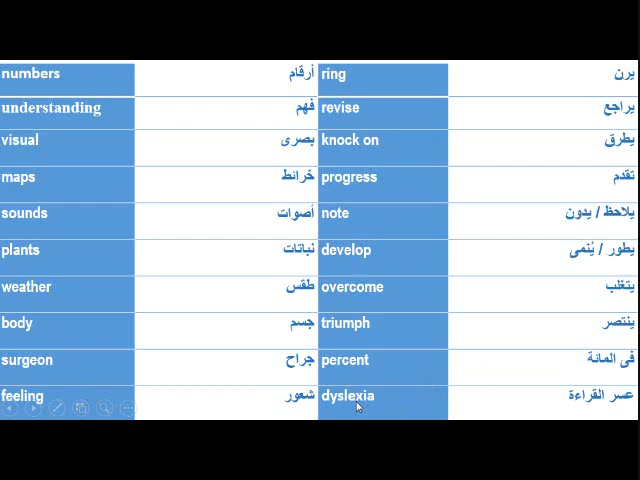 numbers أرقام ring يرن
understanding فهم revise يراجع
visual بصرى knock on يطرق
maps خرائط progress تقدم
sounds أصوات note يلاحظ / يدون
plants نباتات develop يطور / يُنمى
weather طقس overcome يتغلب
body جسم triumph ينتصر
surgeon جراح percent فى المائة
feeling شعور dyslexia عسر القراءة